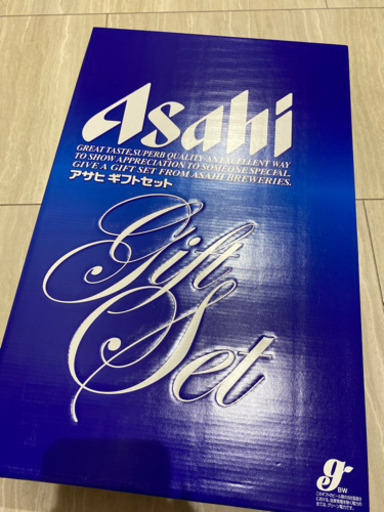 Asahi
GREAT TASTE, SUPERB QUALITY-AN EXCELLENT WAY
TO SHOW APPRECIATION TO SOMEONE SPECIAL.
GIVE A GIFT SET FROM ASAHI BREWERIES.
アサヒ ギフトセット
Gift
Set
g
BW